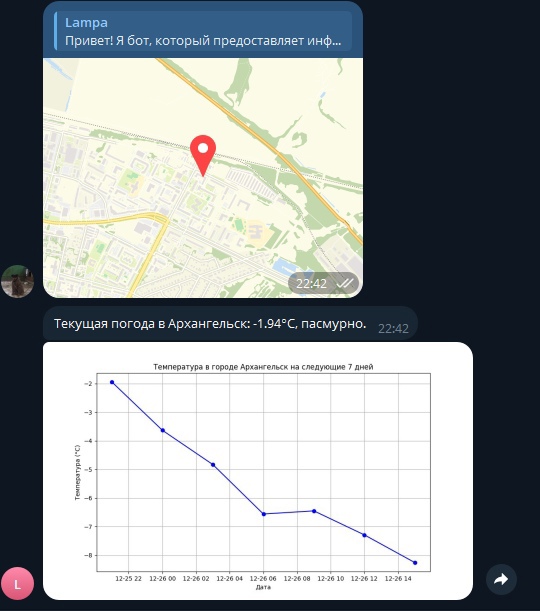 Lampa
Привет! Я бот, который предоставляет инф...
22:42
Текущая погода в Архангельск: -1.94°C, пасмурно.
22:42
Температура в городе Архангельск на следующие 7 дней
Температура (°C)
−2
−3
−4
−5
−6
−7
−8
12-25 22 12-26 00 12-26 02 12-26 04 12-26 06 12-26 08 12-26 10 12-26 12 12-26 14
Дата
L